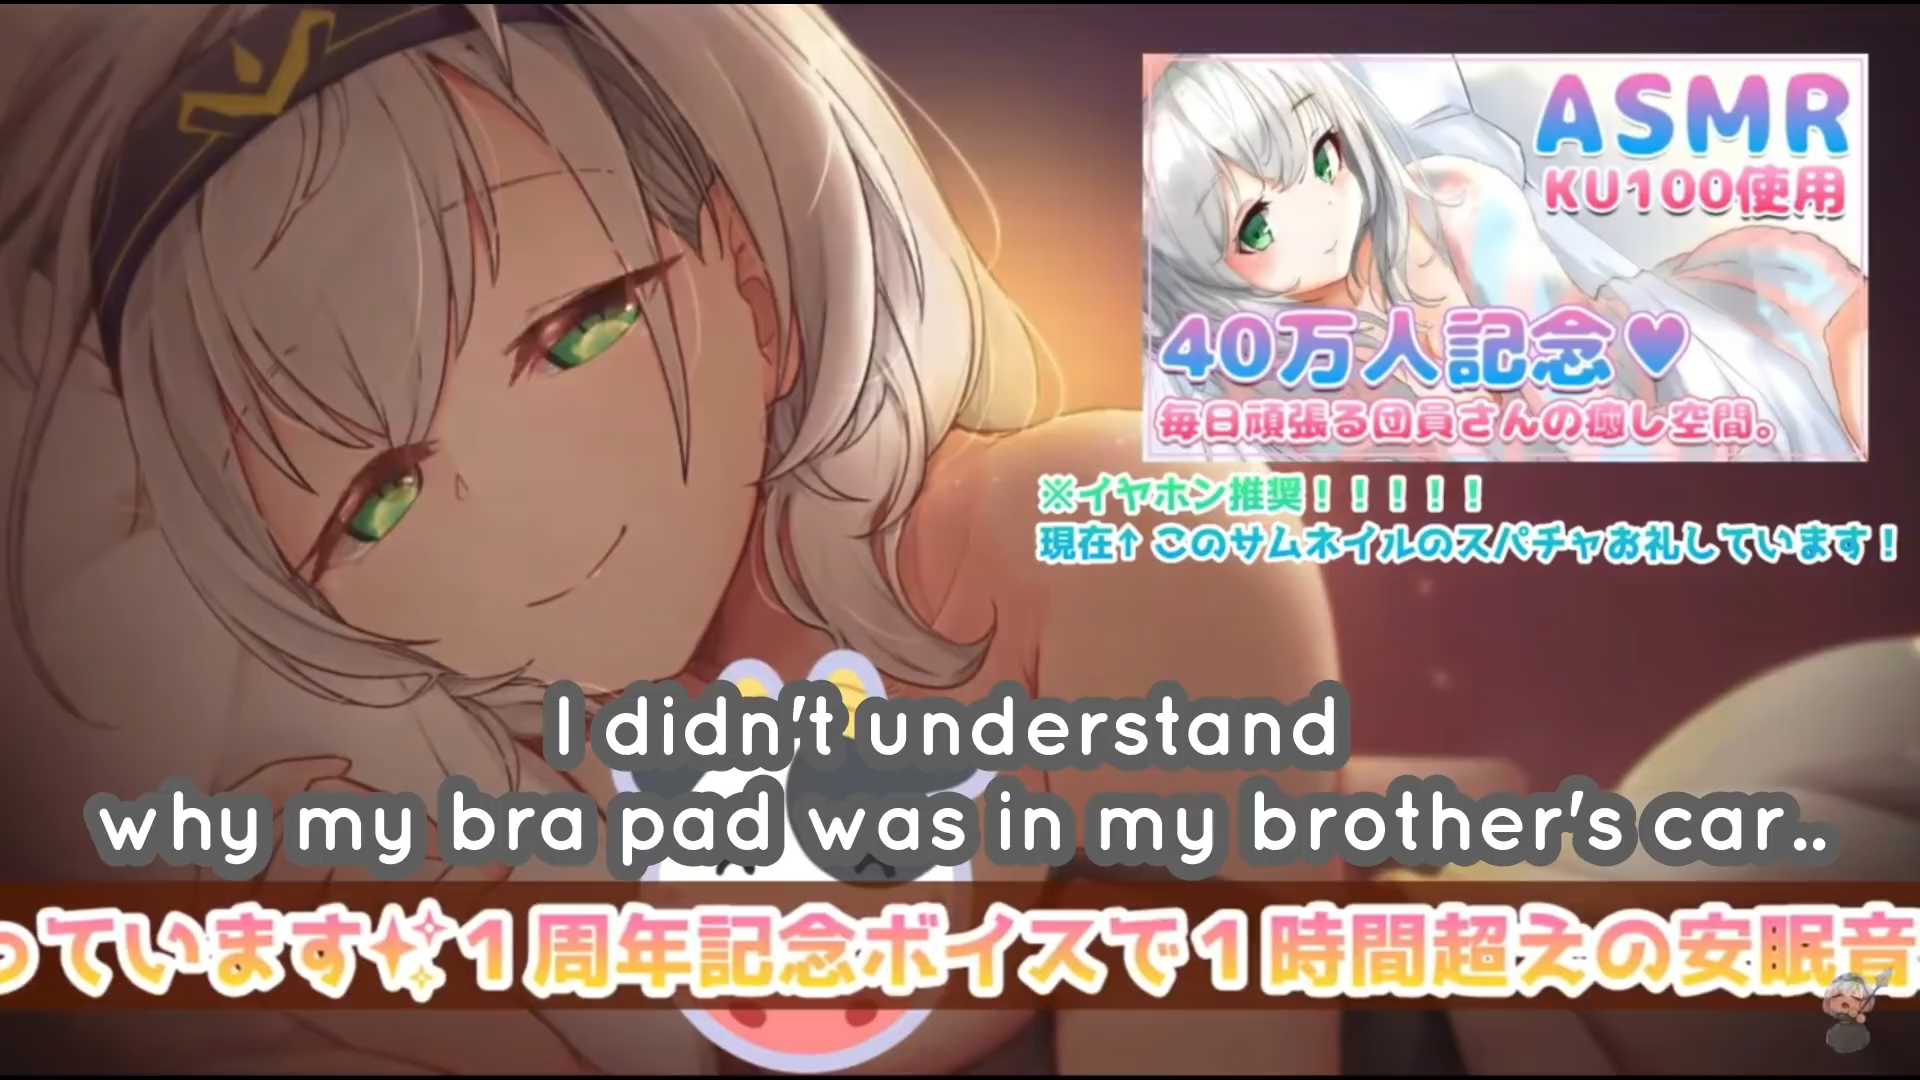 ASMR
KU100使用
40万人記念♥
毎日頑張る団員さんの癒し空間。
※イヤホン推奨！！！！！
現在↑ このサムネイルのスパチャお礼しています！
I didn't understand
why my bra pad was in my brother's car..
っています✨1周年記念ボイスで1時間超えの安眠音